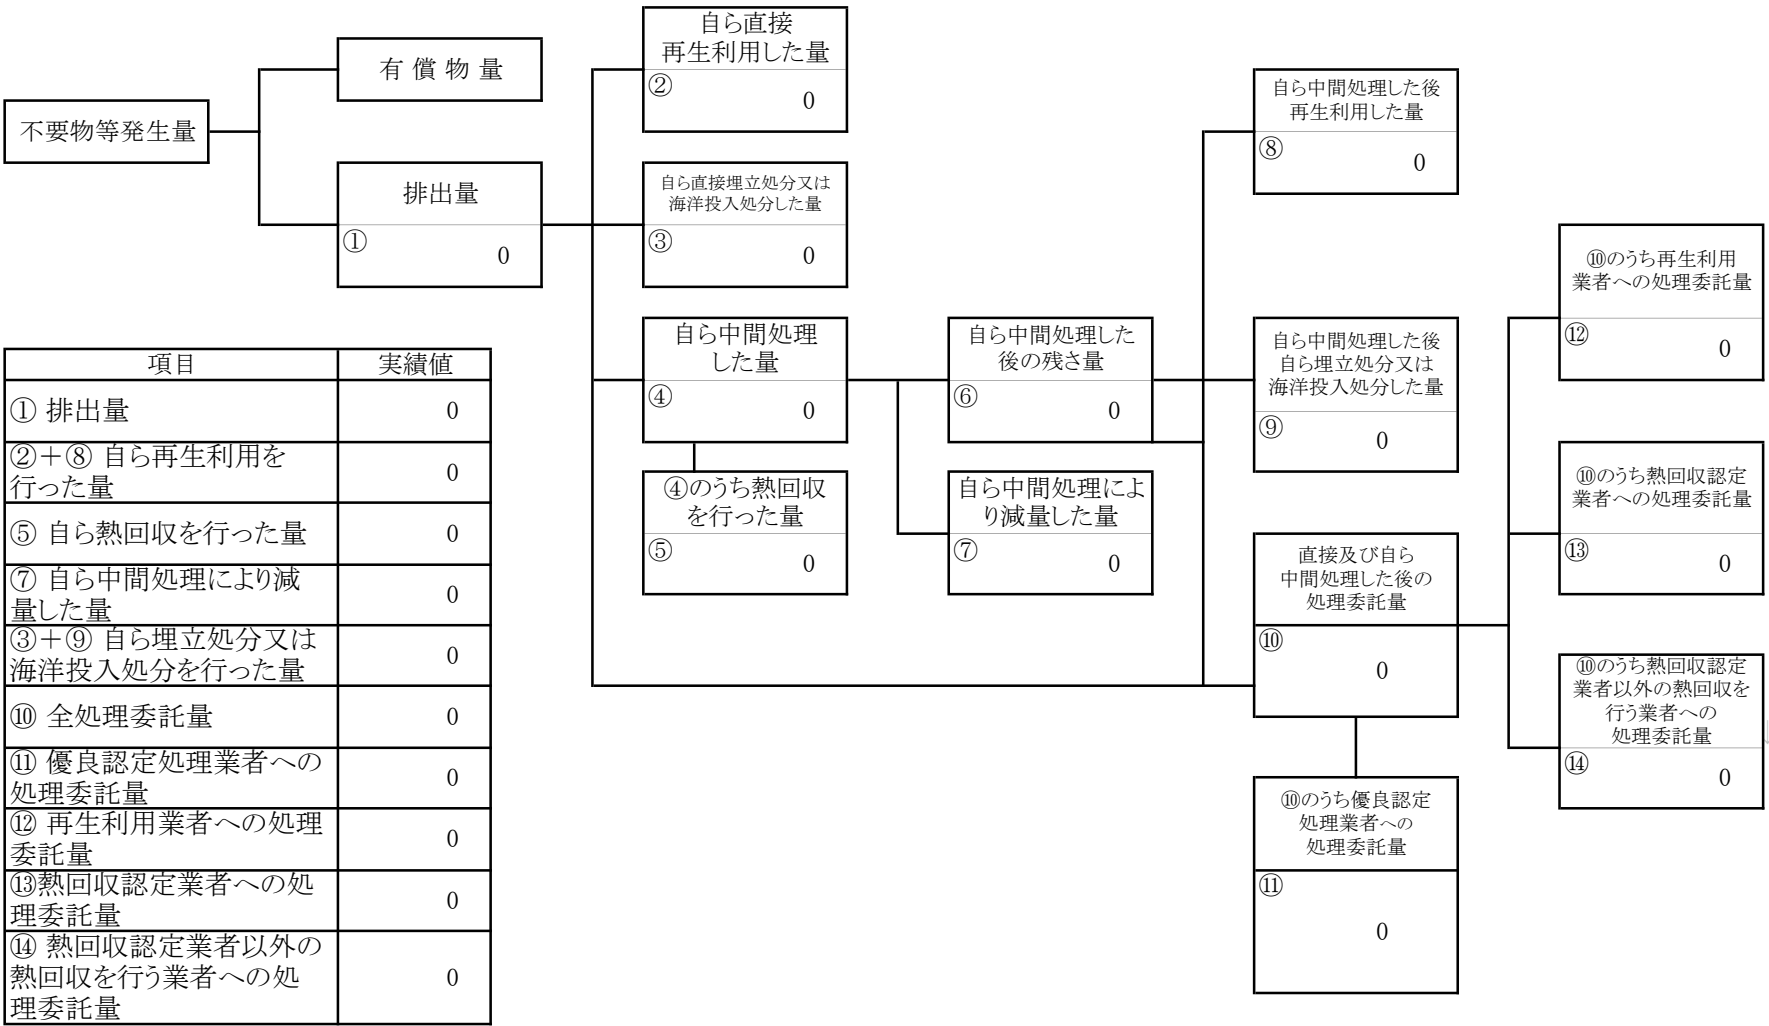 不要物等発生量
有 償 物 量
排出量
①
0
自ら直接
再生利用した量
②
0
自ら直接埋立処分又は
海洋投入処分した量
③
0
自ら中間処理
した量
④
0
④のうち熱回収
を行った量
⑤
0
自ら中間処理した
後の残さ量
⑥
0
自ら中間処理によ
り減量した量
⑦
0
自ら中間処理した後
再生利用した量
⑧
0
自ら中間処理した後
自ら埋立処分又は
海洋投入処分した量
⑨
0
直接及び自ら
中間処理した後の
処理委託量
⑩
0
⑩のうち優良認定
処理業者への
処理委託量
⑪
0
⑩のうち再生利用
業者への処理委託量
⑫
0
⑩のうち熱回収認定
業者への処理委託量
⑬
0
⑩のうち熱回収認定
業者以外の熱回収を
行う業者への
処理委託量
⑭
0
↓
項目 実績値
① 排出量 0
②＋⑧ 自ら再生利用を
行った量 0
⑤ 自ら熱回収を行った量 0
⑦ 自ら中間処理により減
量した量 0
③＋⑨ 自ら埋立処分又は
海洋投入処分を行った量 0
⑩ 全処理委託量 0
⑪ 優良認定処理業者への
処理委託量 0
⑫ 再生利用業者への処理
委託量 0
⑬熱回収認定業者への処
理委託量 0
⑭ 熱回収認定業者以外の
熱回収を行う業者への処
理委託量 0